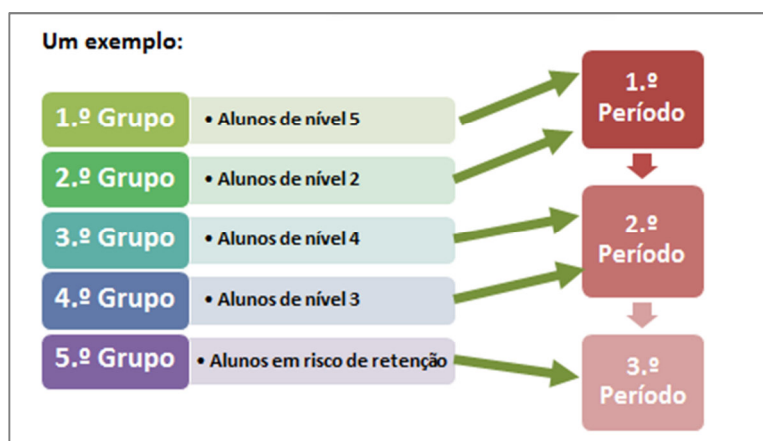 Um exemplo:
1.º Grupo
• Alunos de nível 5
2.º Grupo
• Alunos de nível 2
3.º Grupo
• Alunos de nível 4
4.º Grupo
• Alunos de nível 3
5.º Grupo
• Alunos em risco de retenção
1.º
Período
2.º
Período
3.º
Período